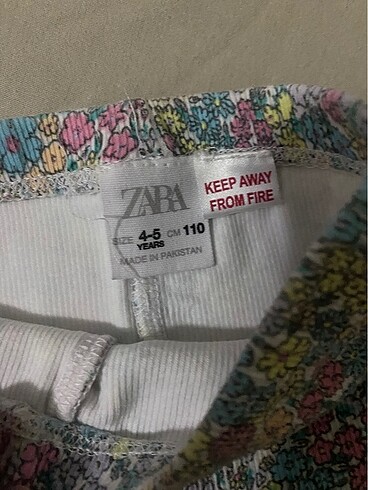 ZARA
SIZE 4-5 YEARS CM 110
MADE IN PAKISTAN
KEEP AWAY
FROM FIRE